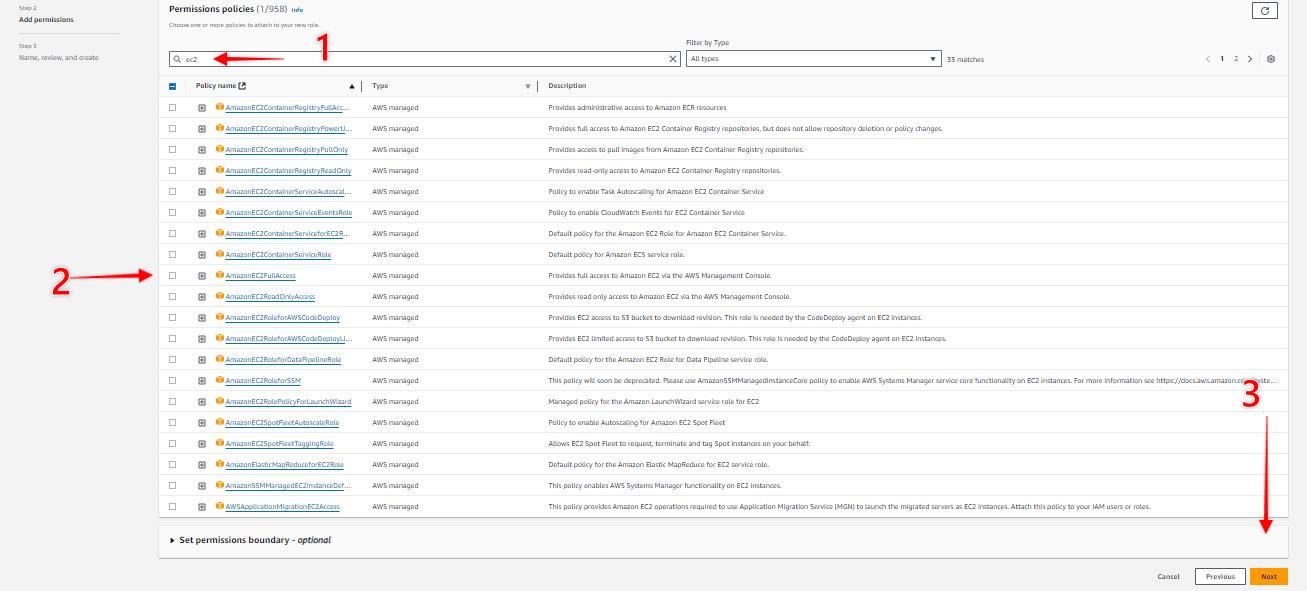 Step 2
Add permissions
Step 3
Name, review, and create
Permissions policies (1/958) Info
Choose one or more policies to attach to your new role.
1
Filter by Type
ec2
All types
33 matches
1 2
Policy name Type Description
AmazonEC2ContainerRegistryFullAcc... AWS managed Provides administrative access to Amazon ECR resources
AmazonEC2ContainerRegistryPowerU... AWS managed Provides full access to Amazon EC2 Container Registry repositories, but does not allow repository deletion or policy changes.
AmazonEC2ContainerRegistryPullOnly AWS managed Provides access to pull images from Amazon EC2 Container Registry repositories.
AmazonEC2ContainerRegistryReadOnly AWS managed Provides read-only access to Amazon EC2 Container Registry repositories.
AmazonEC2ContainerServiceAutoscal... AWS managed Policy to enable Task Autoscaling for Amazon EC2 Container Service
AmazonEC2ContainerServiceEventsRole AWS managed Policy to enable CloudWatch Events for EC2 Container Service
AmazonEC2ContainerServiceforEC2R... AWS managed Default policy for the Amazon EC2 Role for Amazon EC2 Container Service.
AmazonEC2ContainerServiceRole AWS managed Default policy for Amazon ECS service role.
2
AmazonEC2FullAccess AWS managed Provides full access to Amazon EC2 via the AWS Management Console.
AmazonEC2ReadOnlyAccess AWS managed Provides read only access to Amazon EC2 via the AWS Management Console.
AmazonEC2RoleforAWSCodeDeploy AWS managed Provides EC2 access to S3 bucket to download revision. This role is needed by the CodeDeploy agent on EC2 instances.
AmazonEC2RoleforAWSCodeDeployLi... AWS managed Provides EC2 limited access to S3 bucket to download revision. This role is needed by the CodeDeploy agent on EC2 instances.
AmazonEC2RoleforDataPipelineRole AWS managed Default policy for the Amazon EC2 Role for Data Pipeline service role.
AmazonEC2RoleforSSM AWS managed This policy will soon be deprecated. Please use AmazonSSMManagedInstanceCore policy to enable AWS Systems Manager service core functionality on EC2 instances. For more information see
3
AmazonEC2RolePolicyForLaunchWizard AWS managed Managed policy for the Amazon LaunchWizard service role for EC2
AmazonEC2SpotFleetAutoscaleRole AWS managed Policy to enable Autoscaling for Amazon EC2 Spot Fleet
AmazonEC2SpotFleetTaggingRole AWS managed Allows EC2 Spot Fleet to request, terminate and tag Spot instances on your behalf.
AmazonElasticMapReduceforEC2Role AWS managed Default policy for the Amazon Elastic MapReduce for EC2 service role.
AmazonSSMManagedEC2InstanceDef... AWS managed This policy enables AWS Systems Manager functionality on EC2 instances.
AWSApplicationMigrationEC2Access AWS managed This policy provides Amazon EC2 operations required to use Application Migration Service (MGN) to launch the migrated servers as EC2 instances. Attach this policy to your IAM users or roles.
Set permissions boundary - optional
Cancel Previous Next